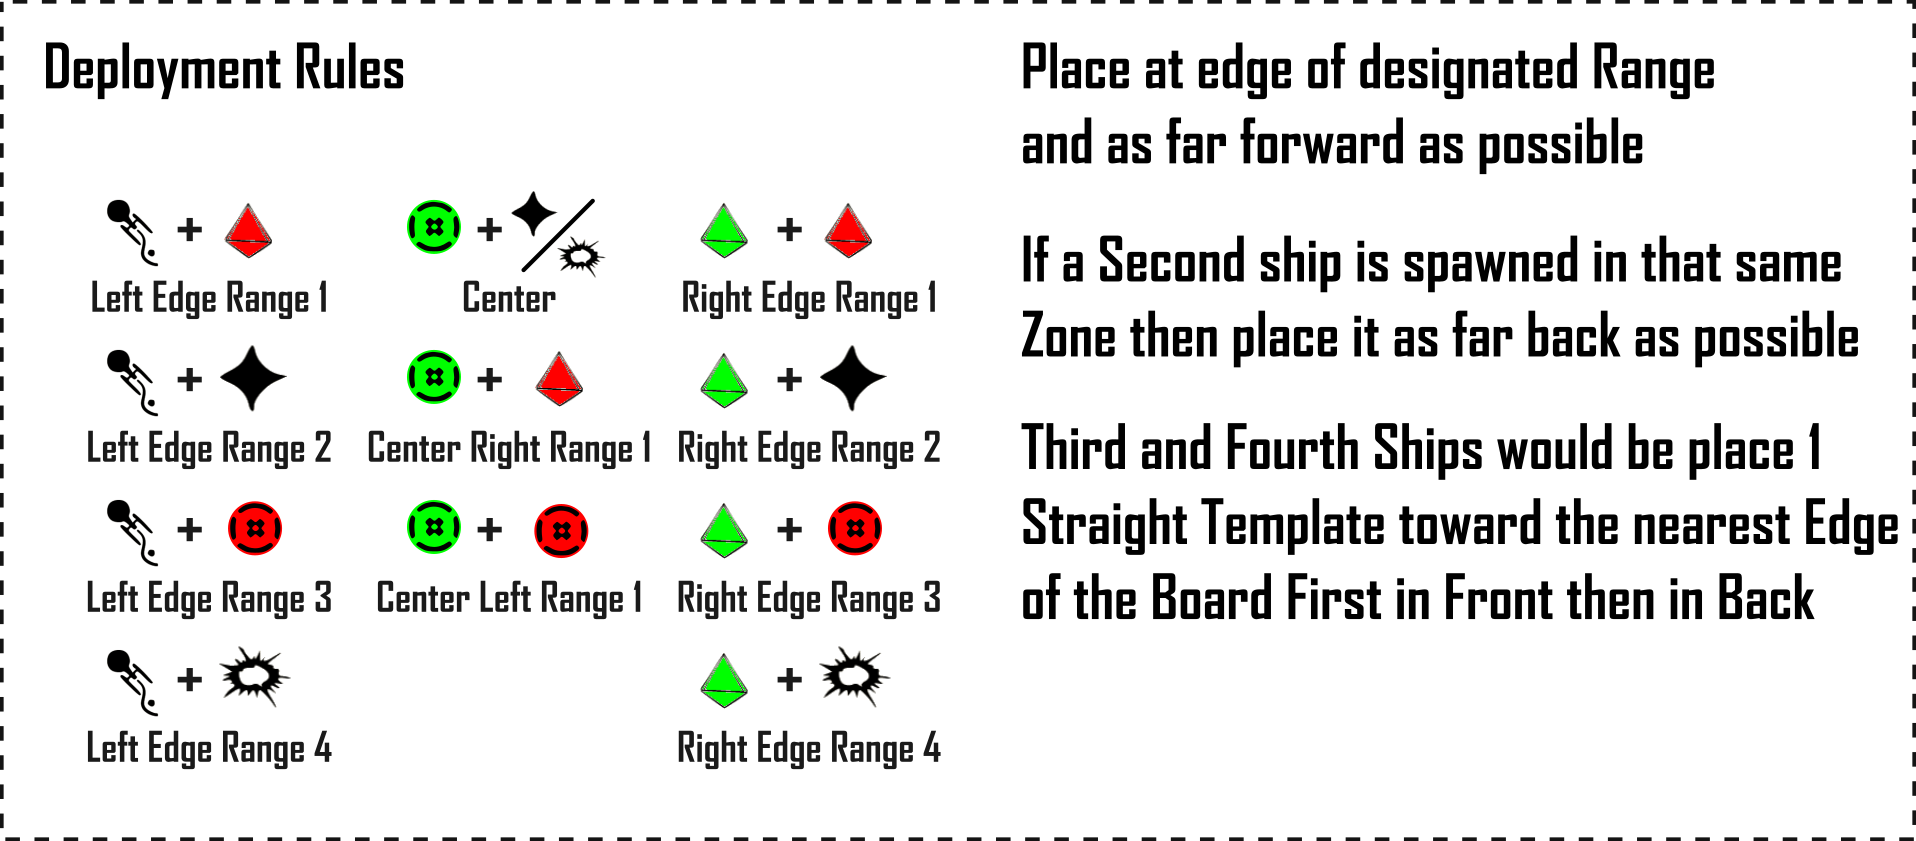 Deployment Rules
+ + +
Left Edge Range 1 Center Right Edge Range 1
+ + +
Left Edge Range 2 Center Right Range 1 Right Edge Range 2
+ + +
Left Edge Range 3 Center Left Range 1 Right Edge Range 3
+ +
Left Edge Range 4 Right Edge Range 4
Place at edge of designated Range
and as far forward as possible
If a Second ship is spawned in that same
Zone then place it as far back as possible
Third and Fourth Ships would be place 1
Straight Template toward the nearest Edge
of the Board First in Front then in Back